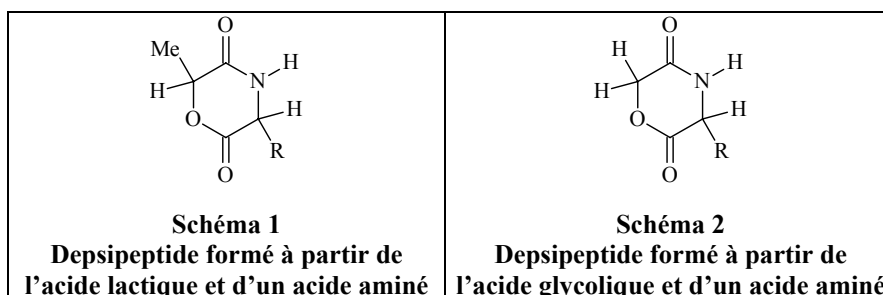 Me
O
H
N
H
H
O
R
O
Schéma 1
Depsipeptide formé à partir de
l’acide lactique et d’un acide aminé
H
O
H
N
H
H
O
R
O
Schéma 2
Depsipeptide formé à partir de
l’acide glycolique et d’un acide aminé